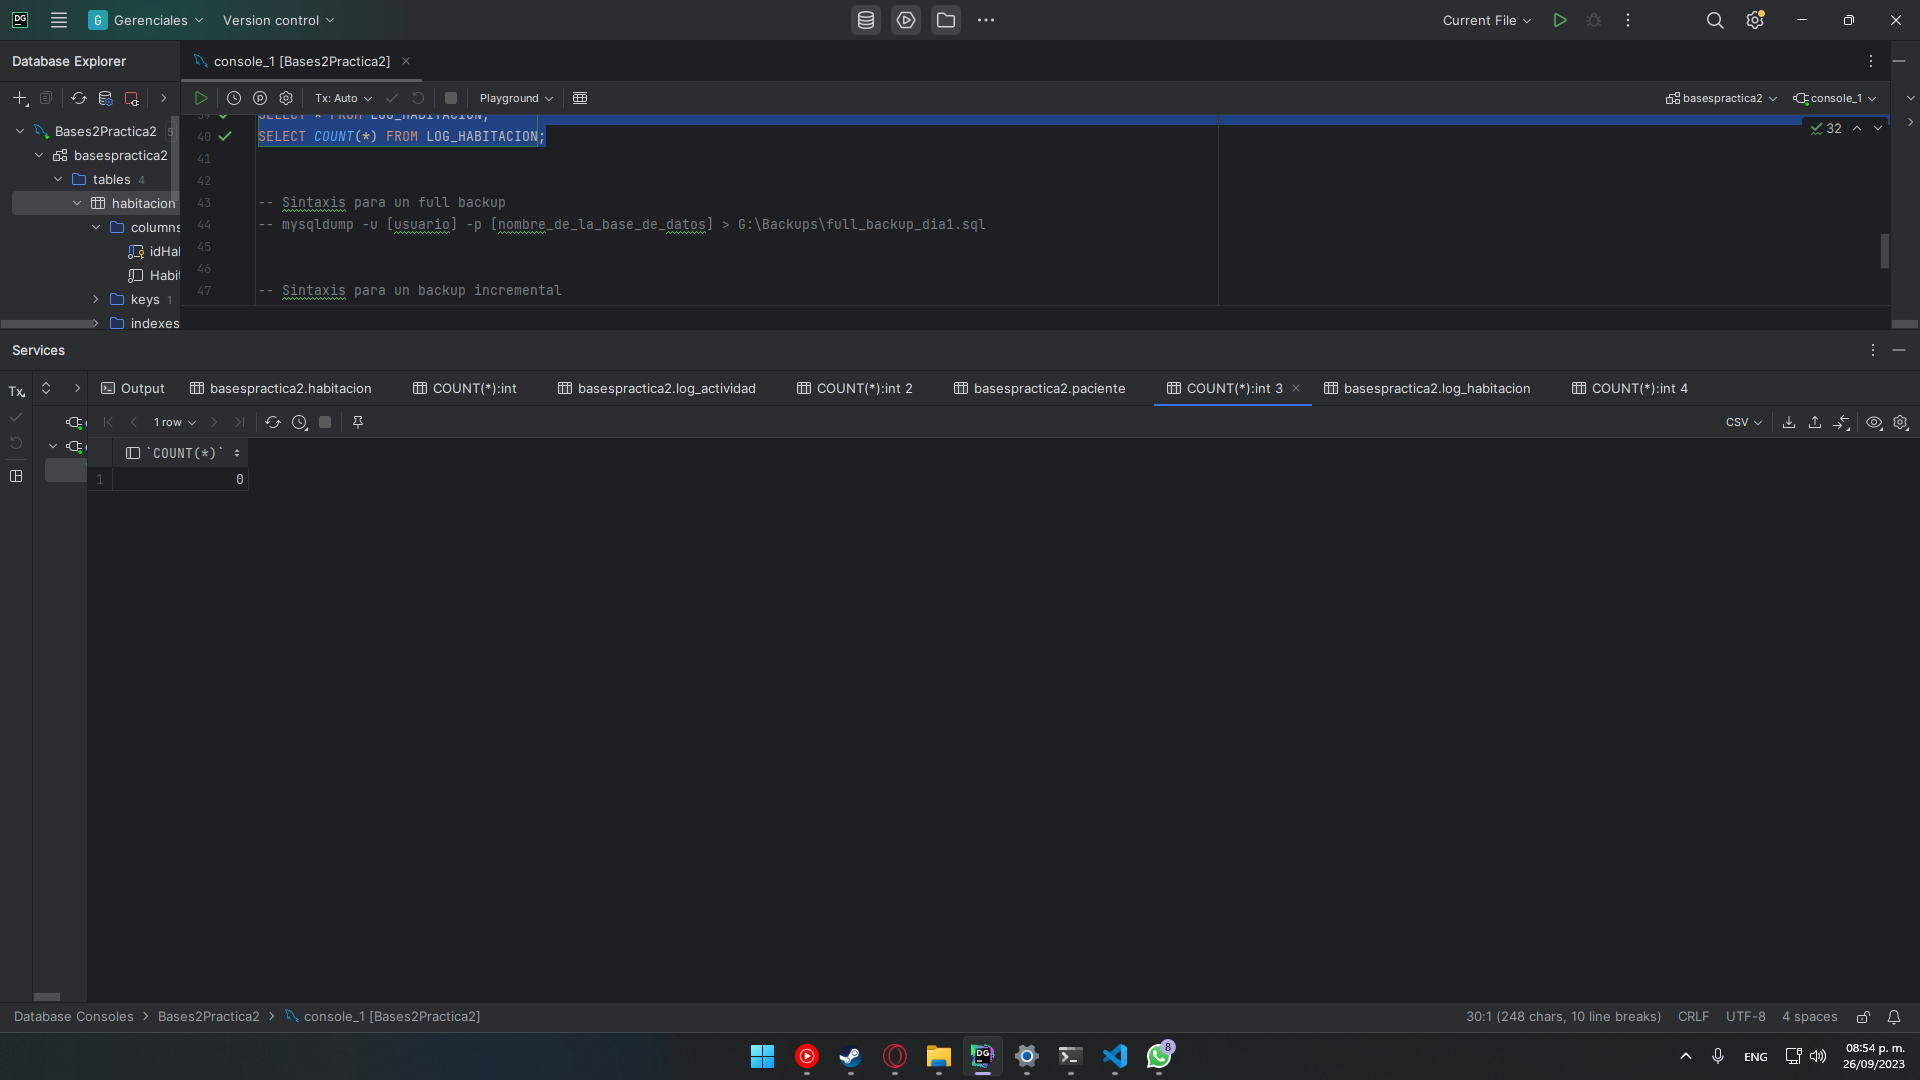 DG
G Gerenciales
Version control
Current File
Database Explorer
console_1 [Bases2Practica2]
Tx: Auto
Playground
basespractica2
console_1
Bases2Practica2 5
basespractica2
tables 4
habitacion
columns
idHal
Habit
keys 1
indexes
39 SELECT * FROM LOG_HABITACION;
40 SELECT COUNT(*) FROM LOG_HABITACION;
32
41
42
43 -- Sintaxis para un full backup
44 -- mysqldump -u [usuario] -p [nombre_de_la_base_de_datos] > G:\Backups\full_backup_dia1.sql
45
46
47 -- Sintaxis para un backup incremental
Services
Tx
Output
basespractica2.habitacion
COUNT(*):int
basespractica2.log_actividad
COUNT(*):int 2
basespractica2.paciente
COUNT(*):int 3
basespractica2.log_habitacion
COUNT(*):int 4
1 row
CSV
`COUNT(*)`
1 0
Database Consoles > Bases2Practica2 > console_1 [Bases2Practica2]
30:1 (248 chars, 10 line breaks) CRLF UTF-8 4 spaces
DG
8
ENG
08:54 p. m.
26/09/2023